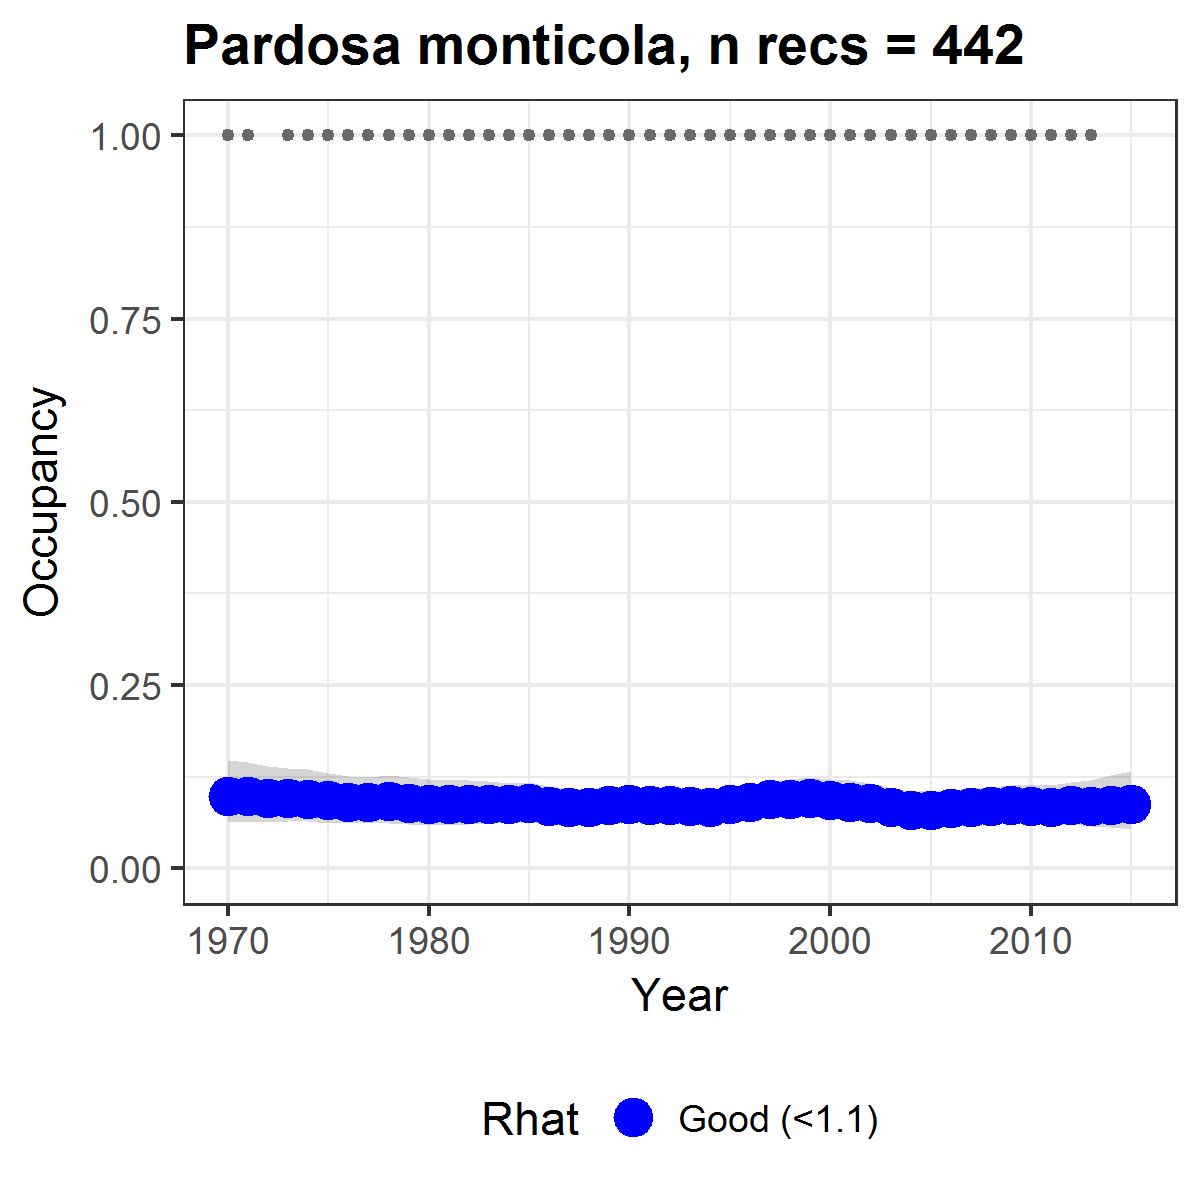 Pardosa monticola, n recs = 442
1.00
0.75
0.50
0.25
0.00
Occupancy
1970 1980 1990 2000 2010
Year
Rhat Good (<1.1)